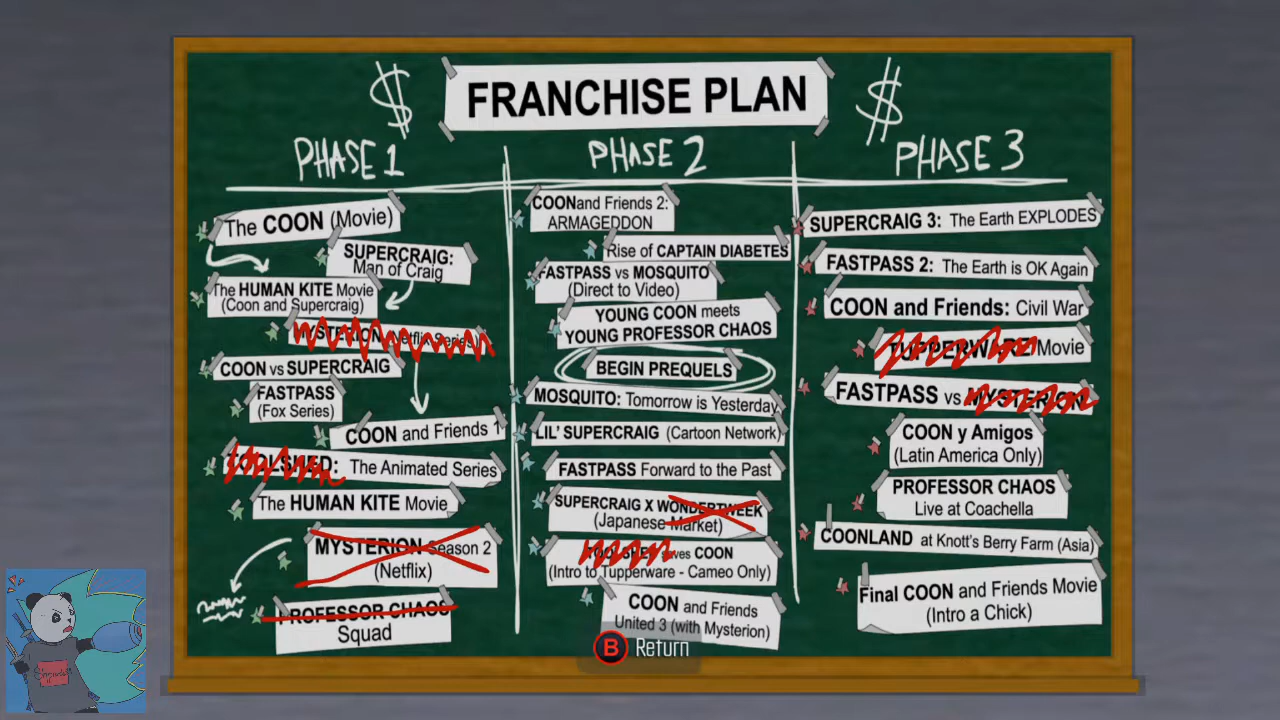 $ FRANCHISE PLAN $
PHASE 1
The COON (Movie)
SUPERCRAIG:
Man of Craig
The HUMAN KITE Movie
(Coon and Supercraig)
MYSTERION (Netflix Series)
COON vs SUPERCRAIG
FASTPASS
(Fox Series)
COON and Friends 1
TOOLSHED: The Animated Series
The HUMAN KITE Movie
MYSTERION Season 2
(Netflix)
PROFESSOR CHAOS
Squad
PHASE 2
COON and Friends 2:
ARMAGEDDON
Rise of CAPTAIN DIABETES
FASTPASS vs MOSQUITO
(Direct to Video)
YOUNG COON meets
YOUNG PROFESSOR CHAOS
BEGIN PREQUELS
MOSQUITO: Tomorrow is Yesterday
LIL' SUPERCRAIG (Cartoon Network)
FASTPASS Forward to the Past
SUPERCRAIG X WONDERTWEEK
(Japanese Market)
TOOLSHED saves COON
(Intro to Tupperware - Cameo Only)
COON and Friends
United 3 (with Mysterion)
PHASE 3
SUPERCRAIG 3: The Earth EXPLODES
FASTPASS 2: The Earth is OK Again
COON and Friends: Civil War
TUPPERWARE Movie
FASTPASS vs MYSTERION
COON y Amigos
(Latin America Only)
PROFESSOR CHAOS
Live at Coachella
COONLAND at Knott's Berry Farm (Asia)
Final COON and Friends Movie
(Intro a Chick)
B Return